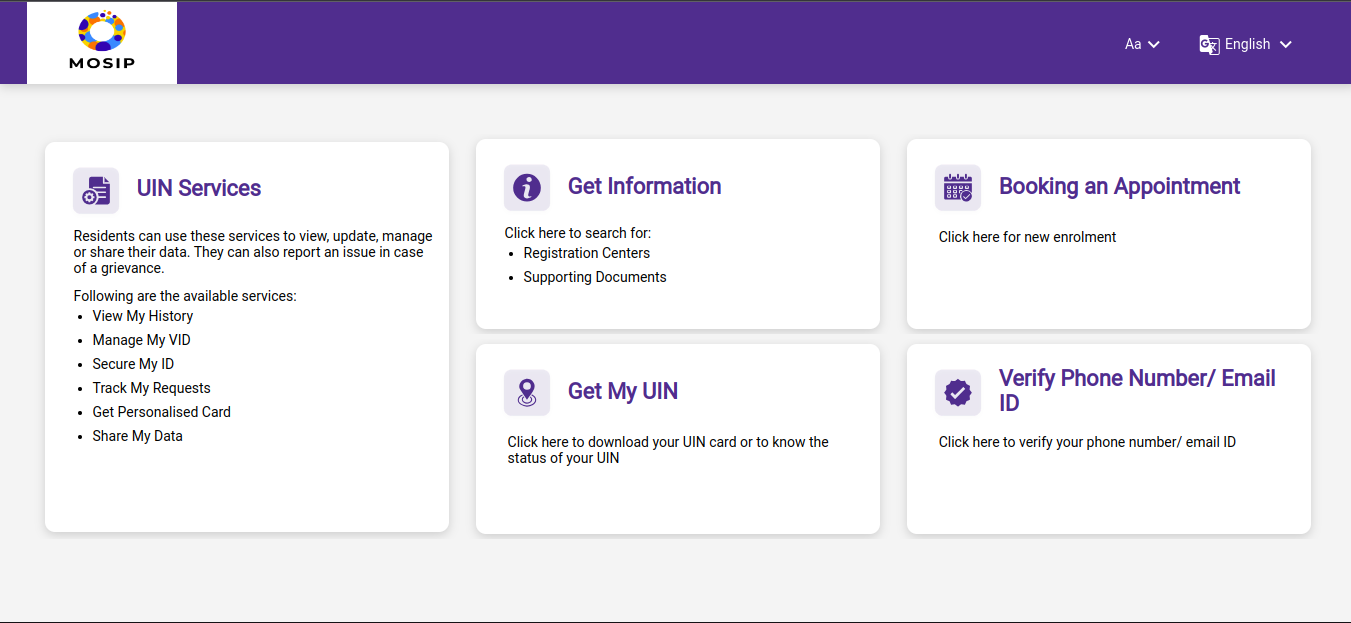 MOSIP
Aa
English
UIN Services
Residents can use these services to view, update, manage
or share their data. They can also report an issue in case
of a grievance.
Following are the available services:
• View My History
• Manage My VID
• Secure My ID
• Track My Requests
• Get Personalised Card
• Share My Data
Get Information
Click here to search for:
• Registration Centers
• Supporting Documents
Booking an Appointment
Click here for new enrolment
Get My UIN
Click here to download your UIN card or to know the
status of your UIN
Verify Phone Number/ Email
ID
Click here to verify your phone number/ email ID